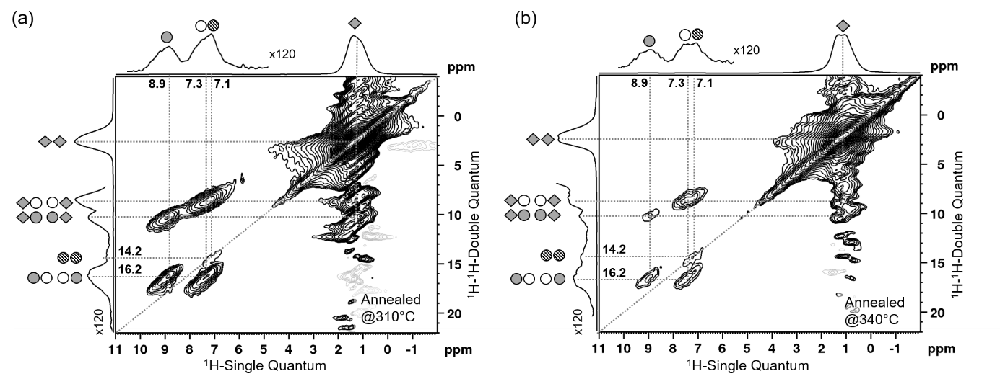 (a)
x120
ppm
8.9 7.3 7.1
0
5
10
15
20
14.2
16.2
x120
Annealed
@310°C
¹H-¹H-Double Quantum
11 10 9 8 7 6 5 4 3 2 1 0 -1 ppm
¹H-Single Quantum
(b)
x120
ppm
8.9 7.3 7.1
0
5
10
15
20
14.2
16.2
x120
Annealed
@340°C
¹H-¹H-Double Quantum
11 10 9 8 7 6 5 4 3 2 1 0 -1 ppm
¹H-Single Quantum